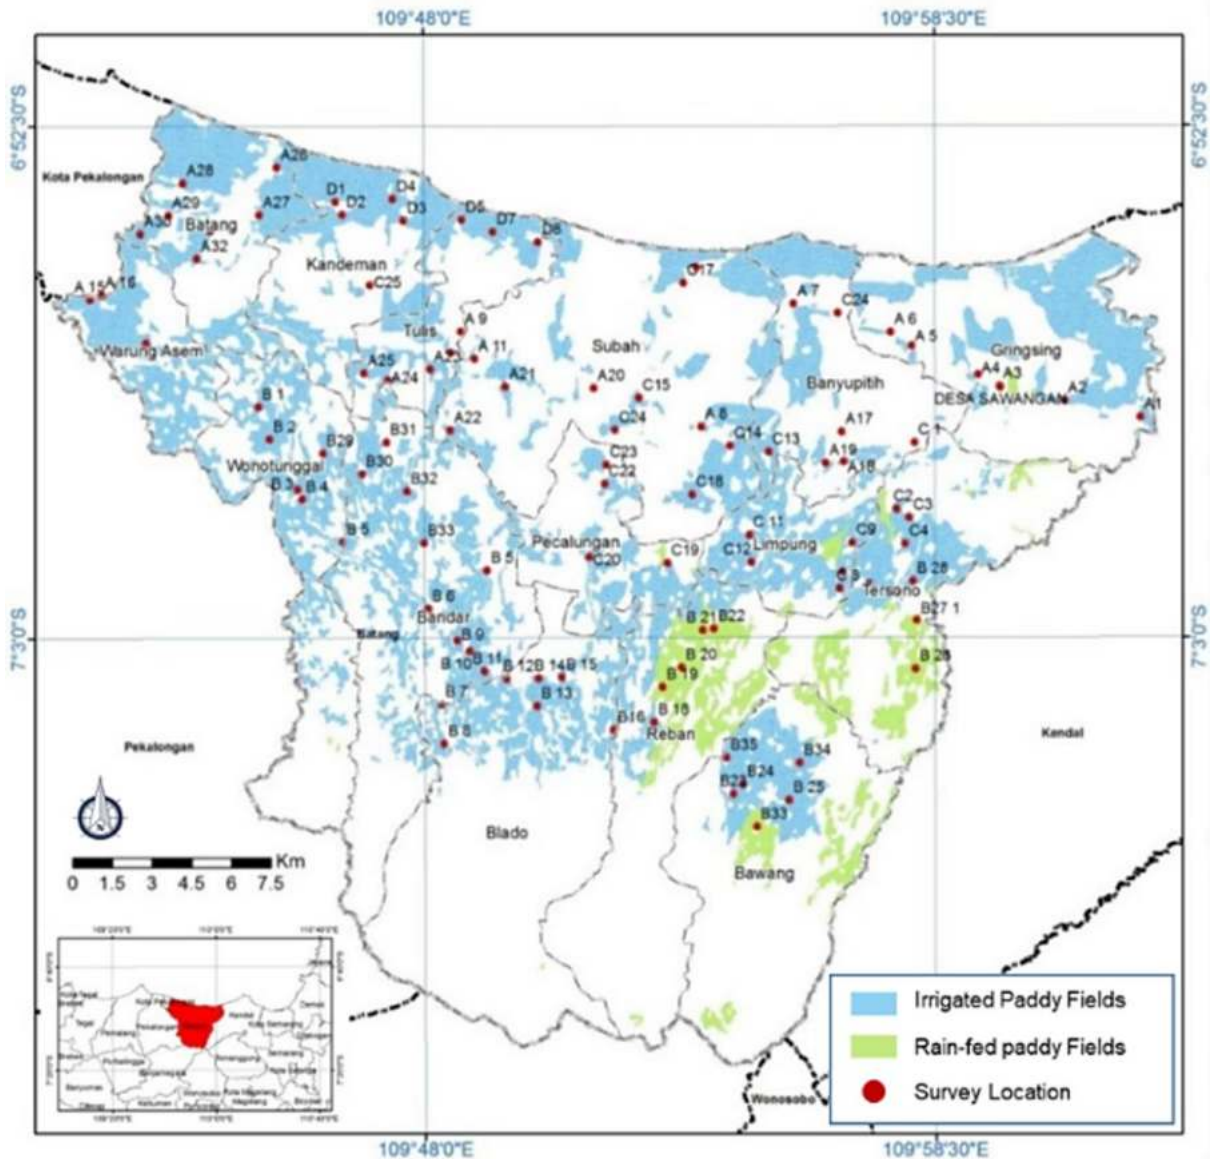 109°48'0"E 109°58'30"E
6°52'30"S 6°52'30"S
Kota Pekalongan
A28 A26
D1 D4
D2 D3
A29 A27 D5
A30 Batang D7
A32 D8
Kandeman
C17
A 15 A 16 C25
A 7 C24
A 6
Tulis A 9 A 5
Warung Asem Subah Gringsing
A 11
A25 A23
A24 A21 A20 Banyupitih A4 A3
C15 DESA SAWANGAN A2
B 1 A1
A22 C24 A 8 A17
B 2 B31 C 1
B29 C14 C13
Wonotunggal C23 A19 A18
B30 C22
B 3 B 4 B32 C18
C2 C3
B 5 B33 Pecalungan C 11 Limpung C9 C4
C20 C19 C12
B 5 B 28
Tersono
B 6
Bandar B 21 B22 B27 1
7°3'0"S Batang 7°3'0"S
B 9
B 10 B 11 B 12 B 14 B 15 B 20
B 19
B 7 B 13
B16 B 18
Reban
Pekalongan B 8 Kendal
B35 B34
B24
B23 B 25
B33
Blado
Km
Bawang
0 1.5 3 4.5 6 7.5
Irrigated Paddy Fields
Rain-fed paddy Fields
Survey Location
Wonosobo
109°48'0"E 109°58'30"E